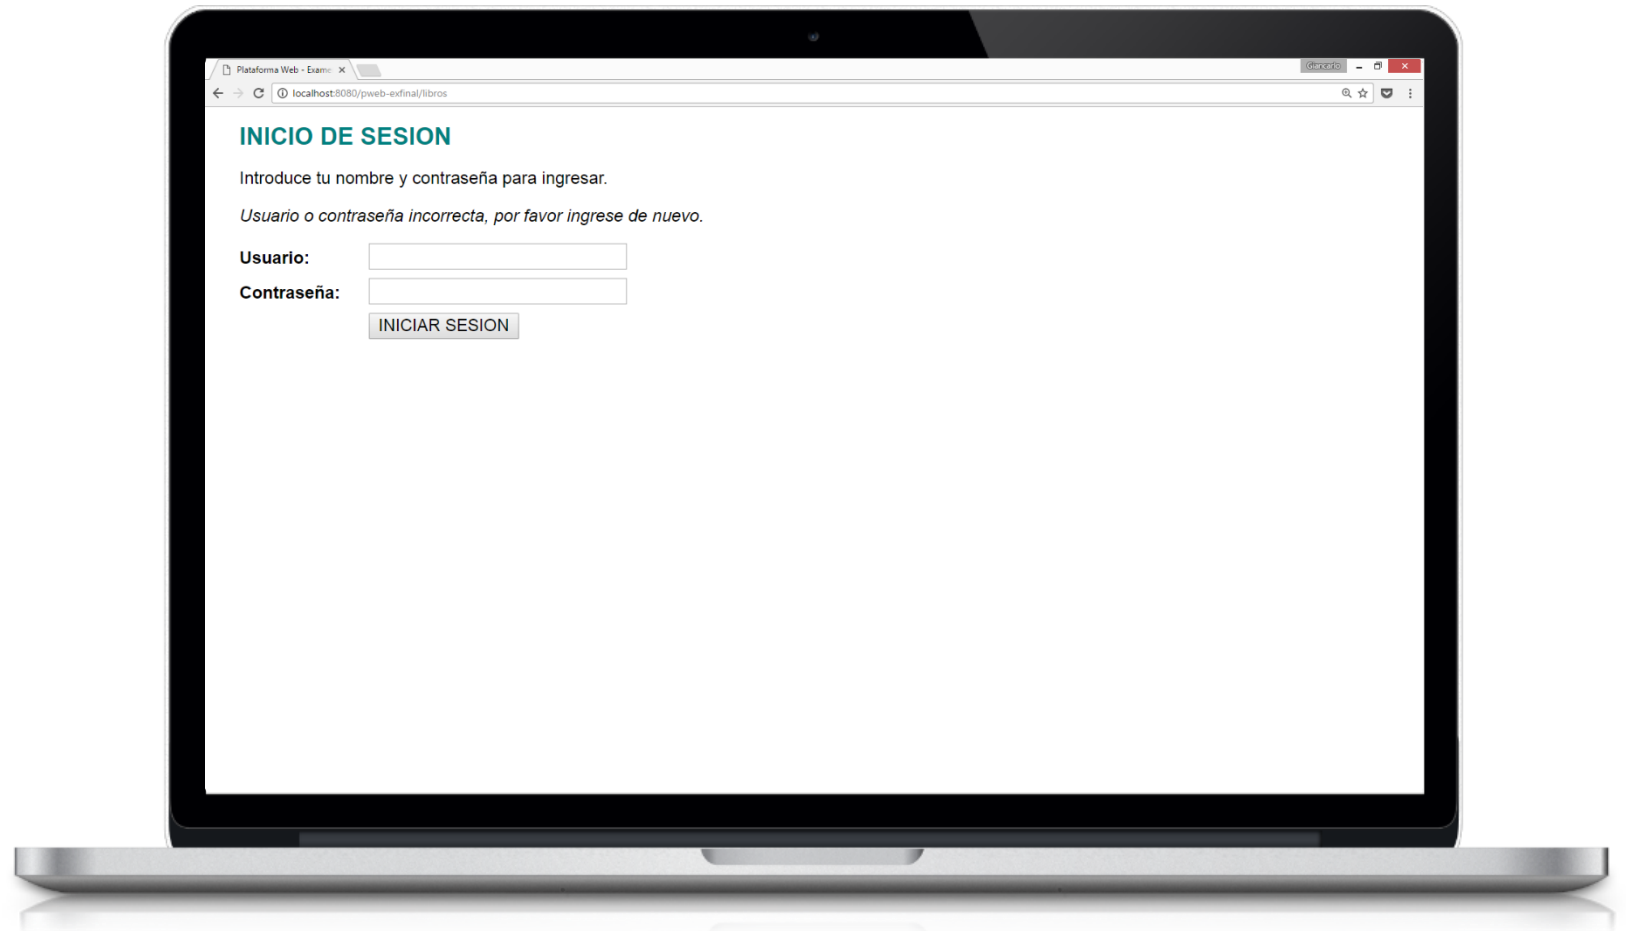 Plataforma Web - Exame
Giancarlo
localhost:8080/pweb-exfinal/libros
INICIO DE SESION
Introduce tu nombre y contraseña para ingresar.
Usuario o contraseña incorrecta, por favor ingrese de nuevo.
Usuario:
Contraseña:
INICIAR SESION